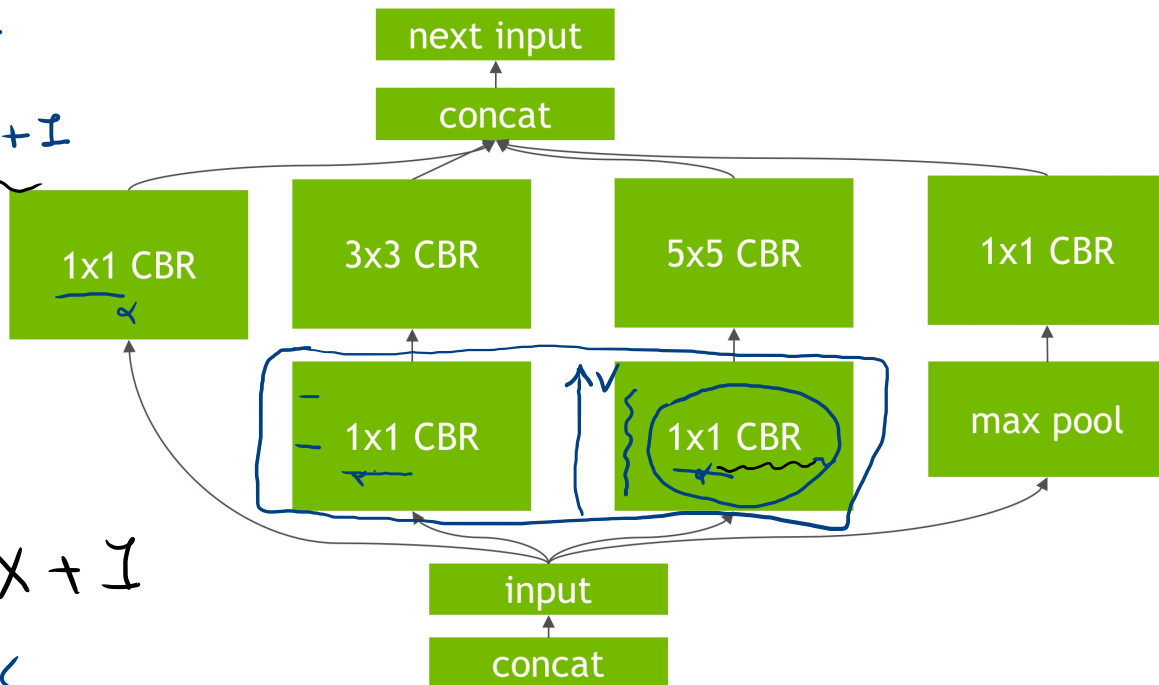 next input
concat
+I
1x1 CBR
3x3 CBR
5x5 CBR
1x1 CBR
α
1x1 CBR
V
1x1 CBR
max pool
X + I
input
concat